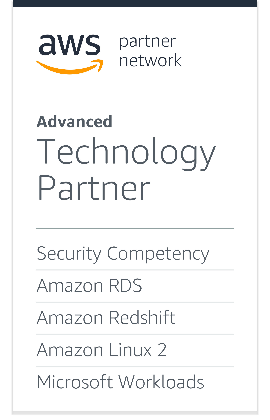 aws partner
network
Advanced
Technology
Partner
Security Competency
Amazon RDS
Amazon Redshift
Amazon Linux 2
Microsoft Workloads